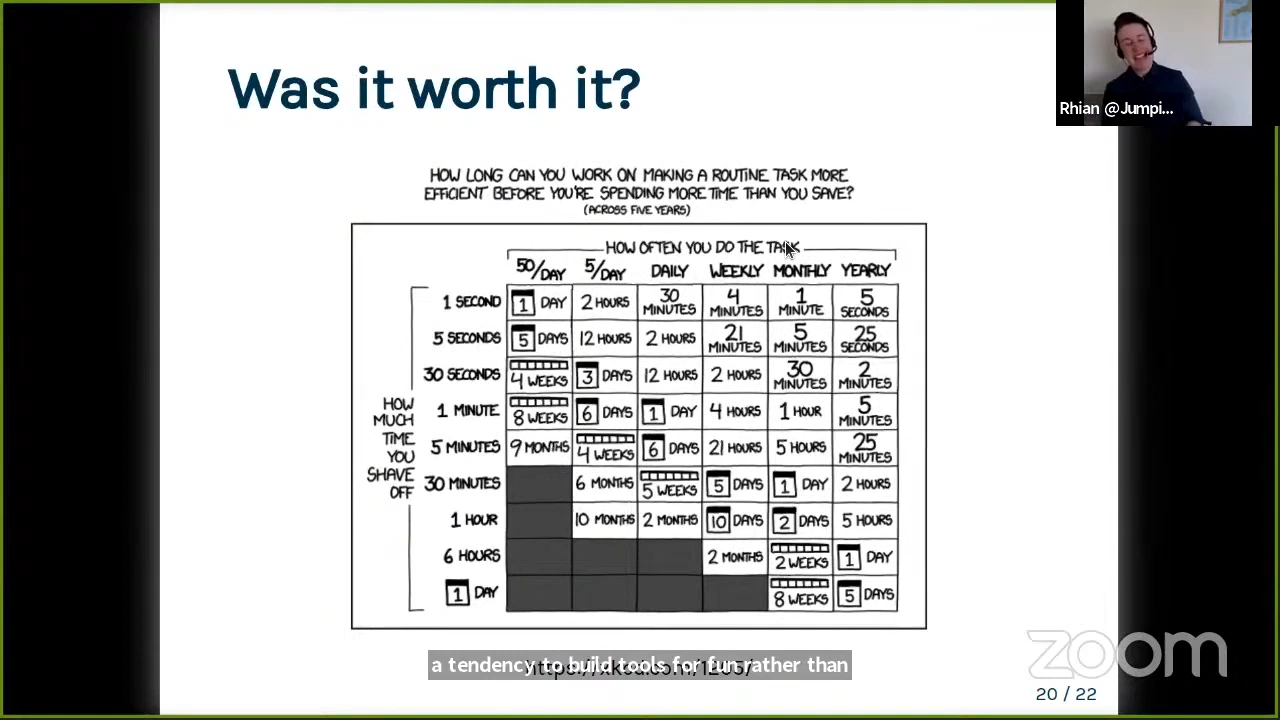 Was it worth it?
Rhian @Jumpi...
HOW LONG CAN YOU WORK ON MAKING A ROUTINE TASK MORE
EFFICIENT BEFORE YOU'RE SPENDING MORE TIME THAN YOU SAVE?
(ACROSS FIVE YEARS)
HOW OFTEN YOU DO THE TASK
50/DAY 5/DAY DAILY WEEKLY MONTHLY YEARLY
HOW MUCH TIME YOU SHAVE OFF
1 SECOND 1 DAY 2 HOURS 30 MINUTES 4 MINUTES 1 MINUTE 5 SECONDS
5 SECONDS 5 DAYS 12 HOURS 2 HOURS 21 MINUTES 5 MINUTES 25 SECONDS
30 SECONDS 4 WEEKS 3 DAYS 12 HOURS 2 HOURS 30 MINUTES 2 MINUTES
1 MINUTE 8 WEEKS 6 DAYS 1 DAY 4 HOURS 1 HOUR 5 MINUTES
5 MINUTES 9 MONTHS 4 WEEKS 6 DAYS 21 HOURS 5 HOURS 25 MINUTES
30 MINUTES 6 MONTHS 5 WEEKS 5 DAYS 1 DAY 2 HOURS
1 HOUR 10 MONTHS 2 MONTHS 10 DAYS 2 DAYS 5 HOURS
6 HOURS 2 MONTHS 2 WEEKS 1 DAY
1 DAY 8 WEEKS 5 DAYS
a tendency to build tools for fun rather than
https://xkcd.com/1205/
zoom
20 / 22